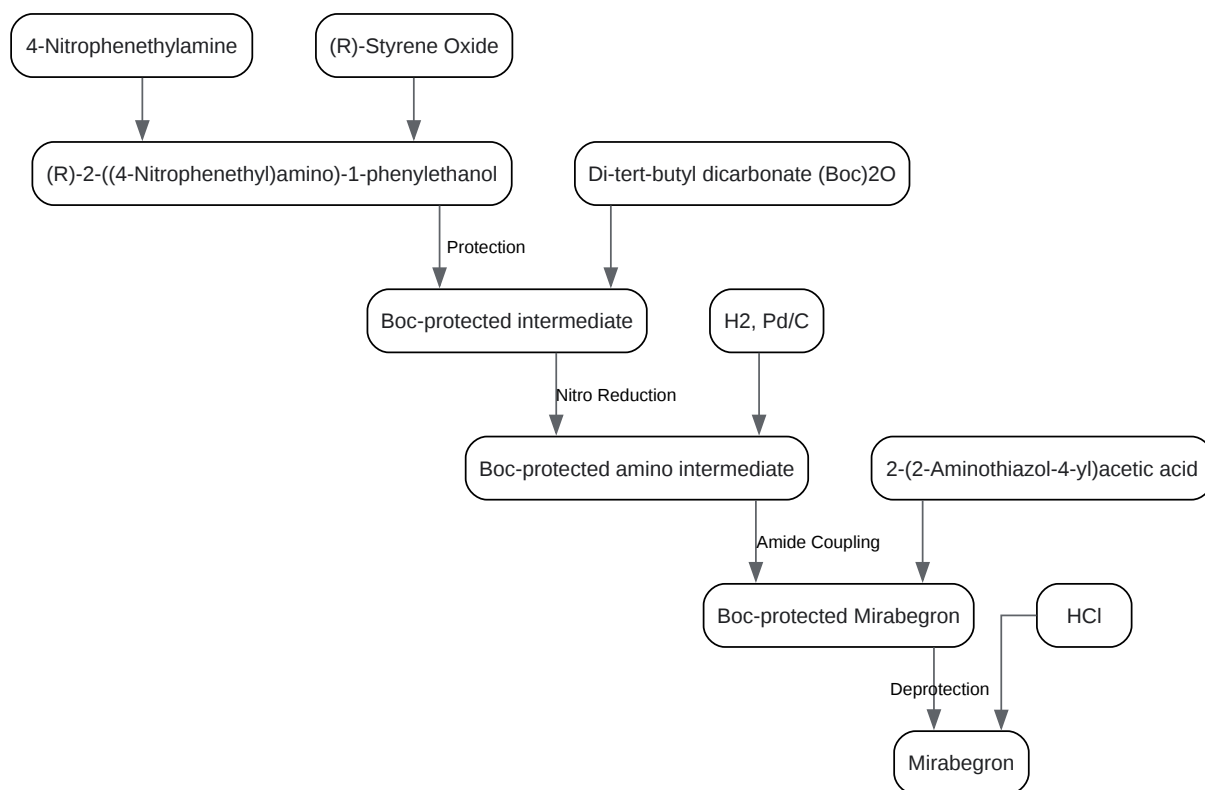 4-Nitrophenethylamine
(R)-Styrene Oxide
(R)-2-((4-Nitrophenethyl)amino)-1-phenylethanol
Di-tert-butyl dicarbonate (Boc)2O
Protection
Boc-protected intermediate
H2, Pd/C
Nitro Reduction
Boc-protected amino intermediate
2-(2-Aminothiazol-4-yl)acetic acid
Amide Coupling
Boc-protected Mirabegron
HCl
Deprotection
Mirabegron